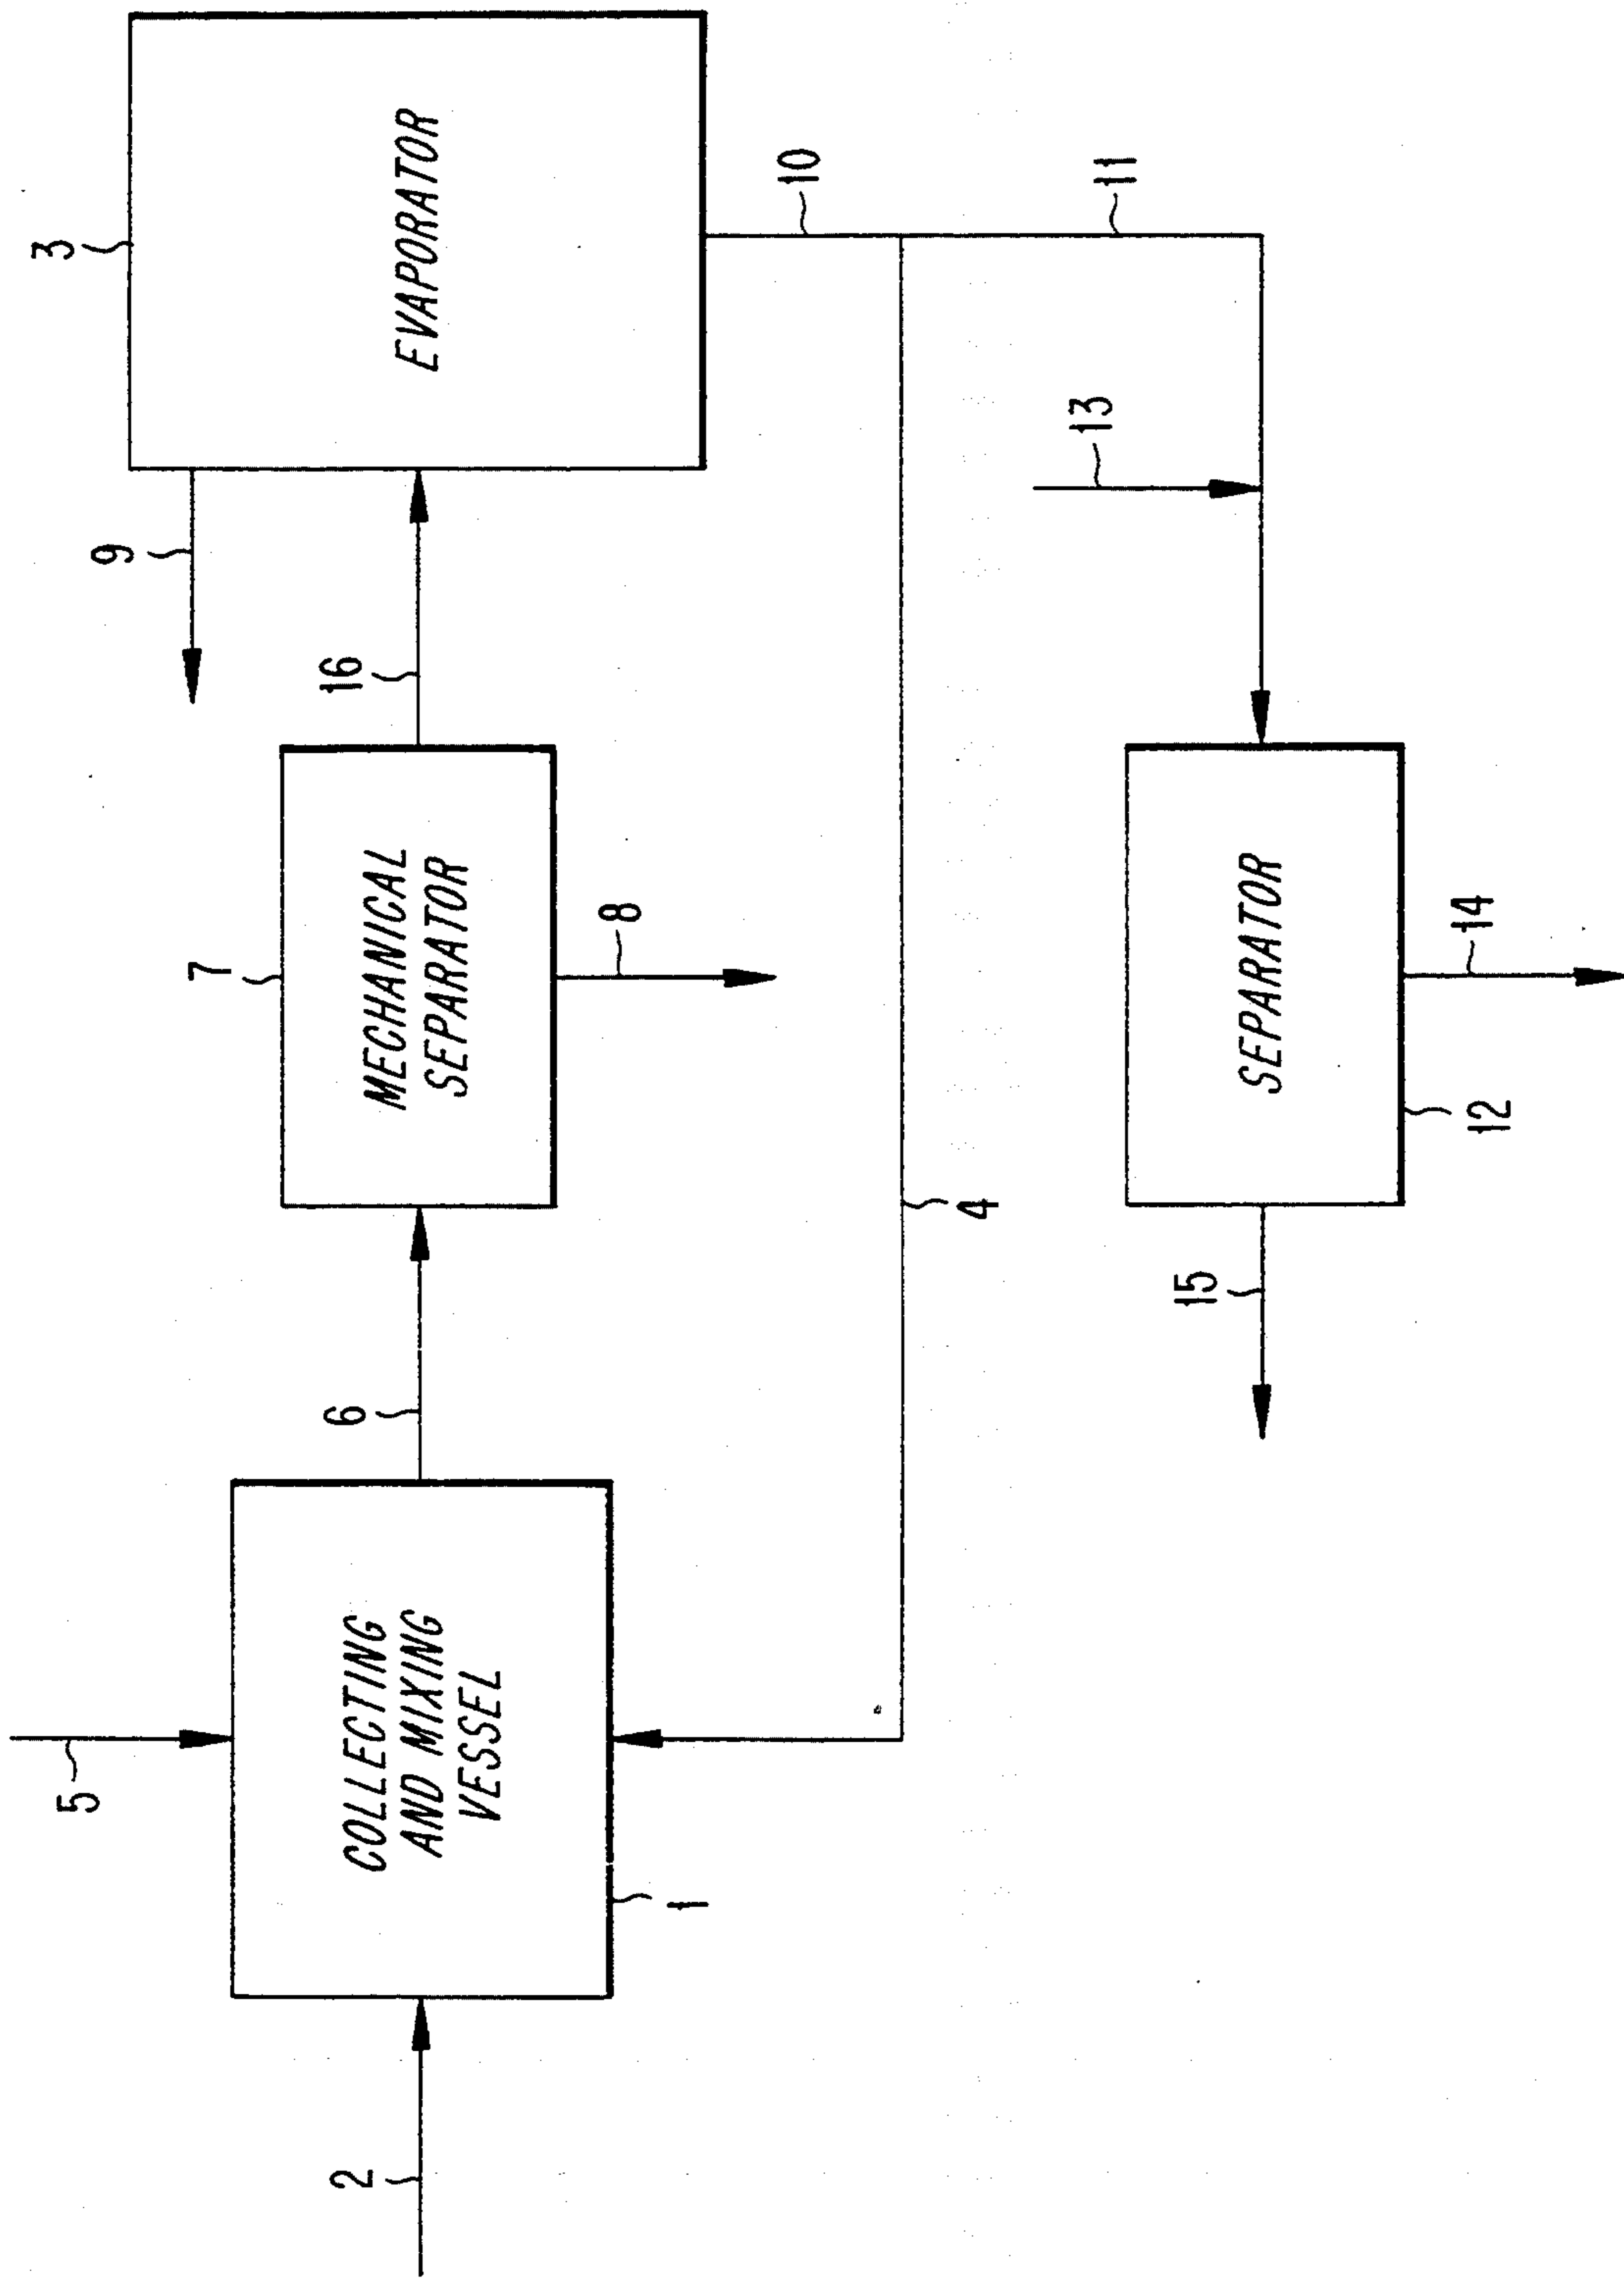 3
EVAPORATOR
9
16
10
11
13
7
MECHANICAL
SEPARATOR
8
SEPARATOR
14
12
15
4
6
5
COLLECTING
AND MIXING
VESSEL
1
2